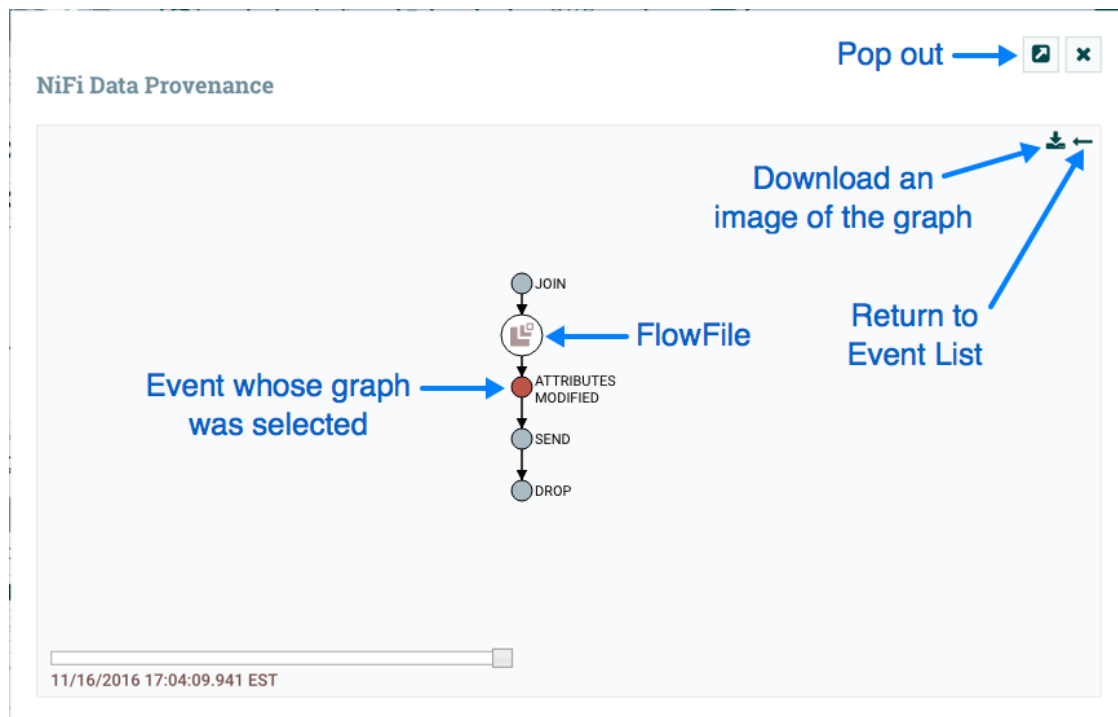 Pop out
NiFi Data Provenance
Download an
image of the graph
JOIN
FlowFile
Return to
Event List
Event whose graph
was selected
ATTRIBUTES
MODIFIED
SEND
DROP
11/16/2016 17:04:09.941 EST